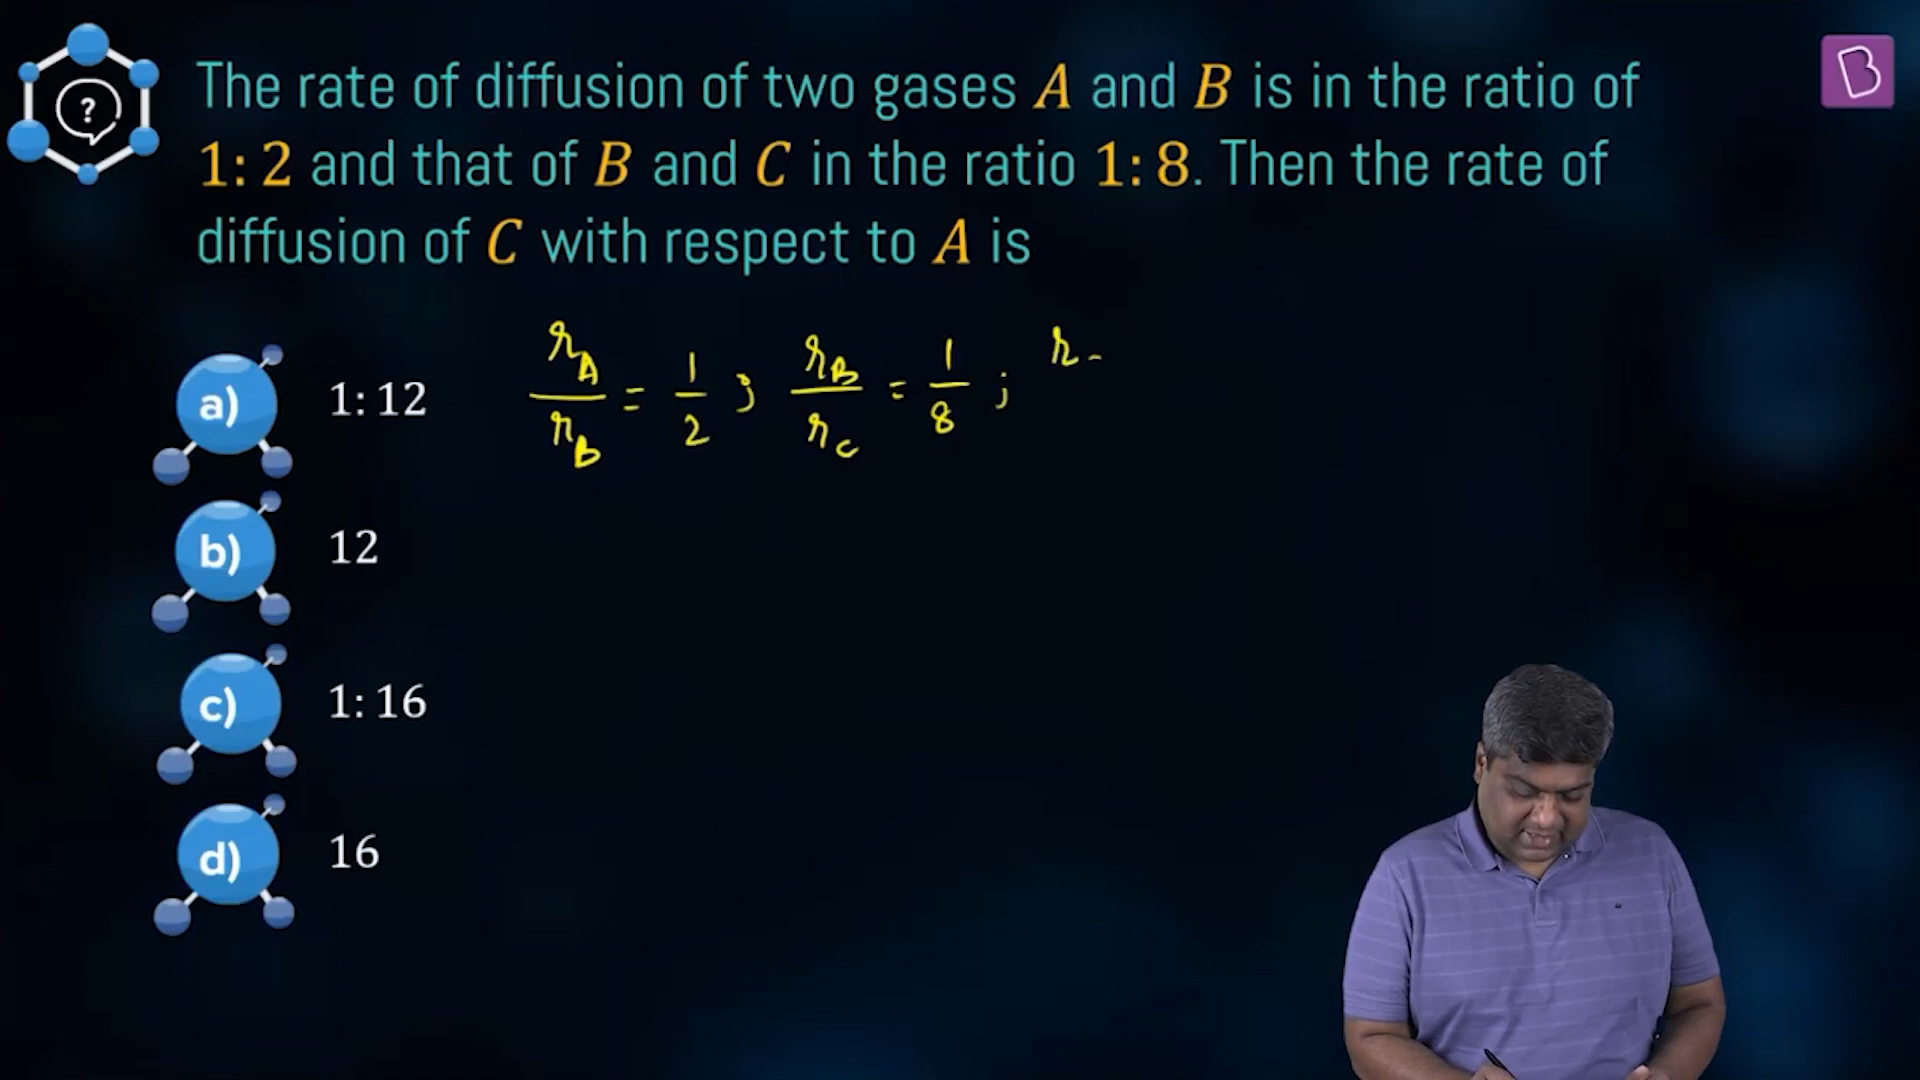 The rate of diffusion of two gases A and B is in the ratio of
1: 2 and that of B and C in the ratio 1: 8. Then the rate of
diffusion of C with respect to A is
?
B
a) 1: 12
b) 12
c) 1: 16
d) 16
r_A/r_B = 1/2 ; r_B/r_C = 1/8 ; r